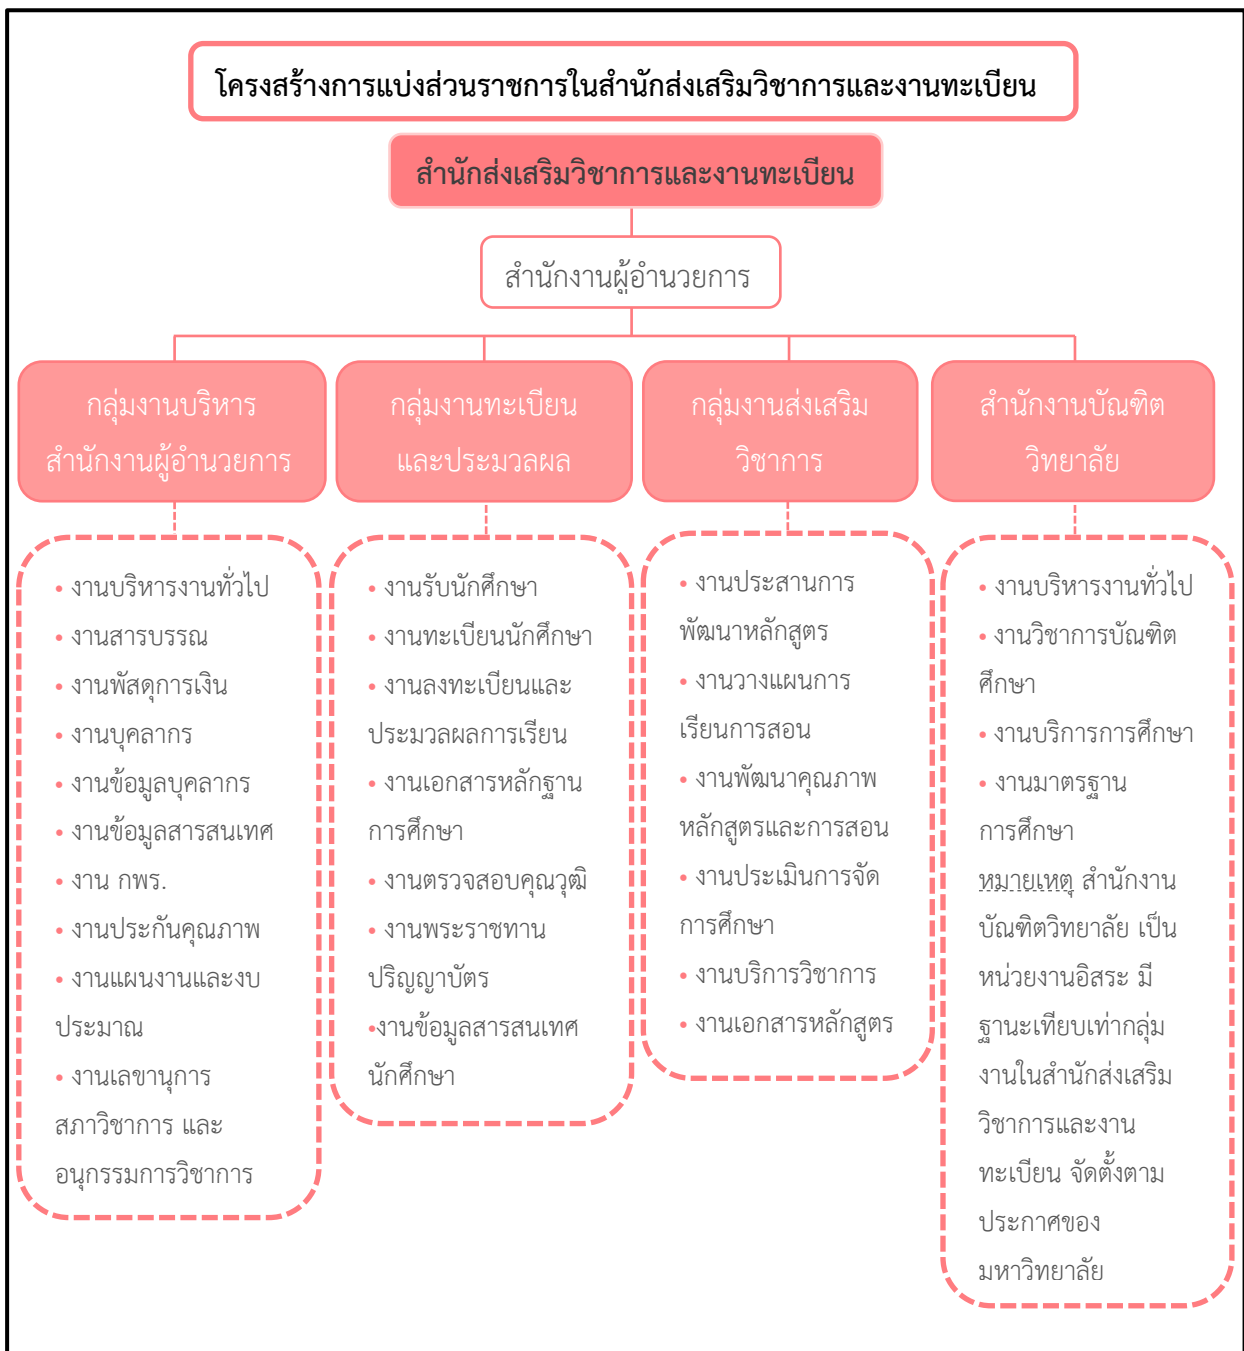 โครงสร้างการแบ่งส่วนราชการในสำนักส่งเสริมวิชาการและงานทะเบียน
สำนักส่งเสริมวิชาการและงานทะเบียน
สำนักงานผู้อำนวยการ
กลุ่มงานบริหาร
สำนักงานผู้อำนวยการ
กลุ่มงานทะเบียน
และประมวลผล
กลุ่มงานส่งเสริม
วิชาการ
สำนักงานบัณฑิต
วิทยาลัย
• งานบริหารงานทั่วไป
• งานสารบรรณ
• งานพัสดุการเงิน
• งานบุคลากร
• งานข้อมูลบุคลากร
• งานข้อมูลสารสนเทศ
• งาน กพร.
• งานประกันคุณภาพ
• งานแผนงานและงบ
ประมาณ
• งานเลขานุการ
สภาวิชาการ และ
อนุกรรมการวิชาการ
• งานรับนักศึกษา
• งานทะเบียนนักศึกษา
• งานลงทะเบียนและ
ประมวลผลการเรียน
• งานเอกสารหลักฐาน
การศึกษา
• งานตรวจสอบคุณวุฒิ
• งานพระราชทาน
ปริญญาบัตร
•งานข้อมูลสารสนเทศ
นักศึกษา
• งานประสานการ
พัฒนาหลักสูตร
• งานวางแผนการ
เรียนการสอน
• งานพัฒนาคุณภาพ
หลักสูตรและการสอน
• งานประเมินการจัด
การศึกษา
• งานบริการวิชาการ
• งานเอกสารหลักสูตร
• งานบริหารงานทั่วไป
• งานวิชาการบัณฑิต
ศึกษา
• งานบริการการศึกษา
• งานมาตรฐาน
การศึกษา
หมายเหตุ สำนักงาน
บัณฑิตวิทยาลัย เป็น
หน่วยงานอิสระ มี
ฐานะเทียบเท่ากลุ่ม
งานในสำนักส่งเสริม
วิชาการและงาน
ทะเบียน จัดตั้งตาม
ประกาศของ
มหาวิทยาลัย